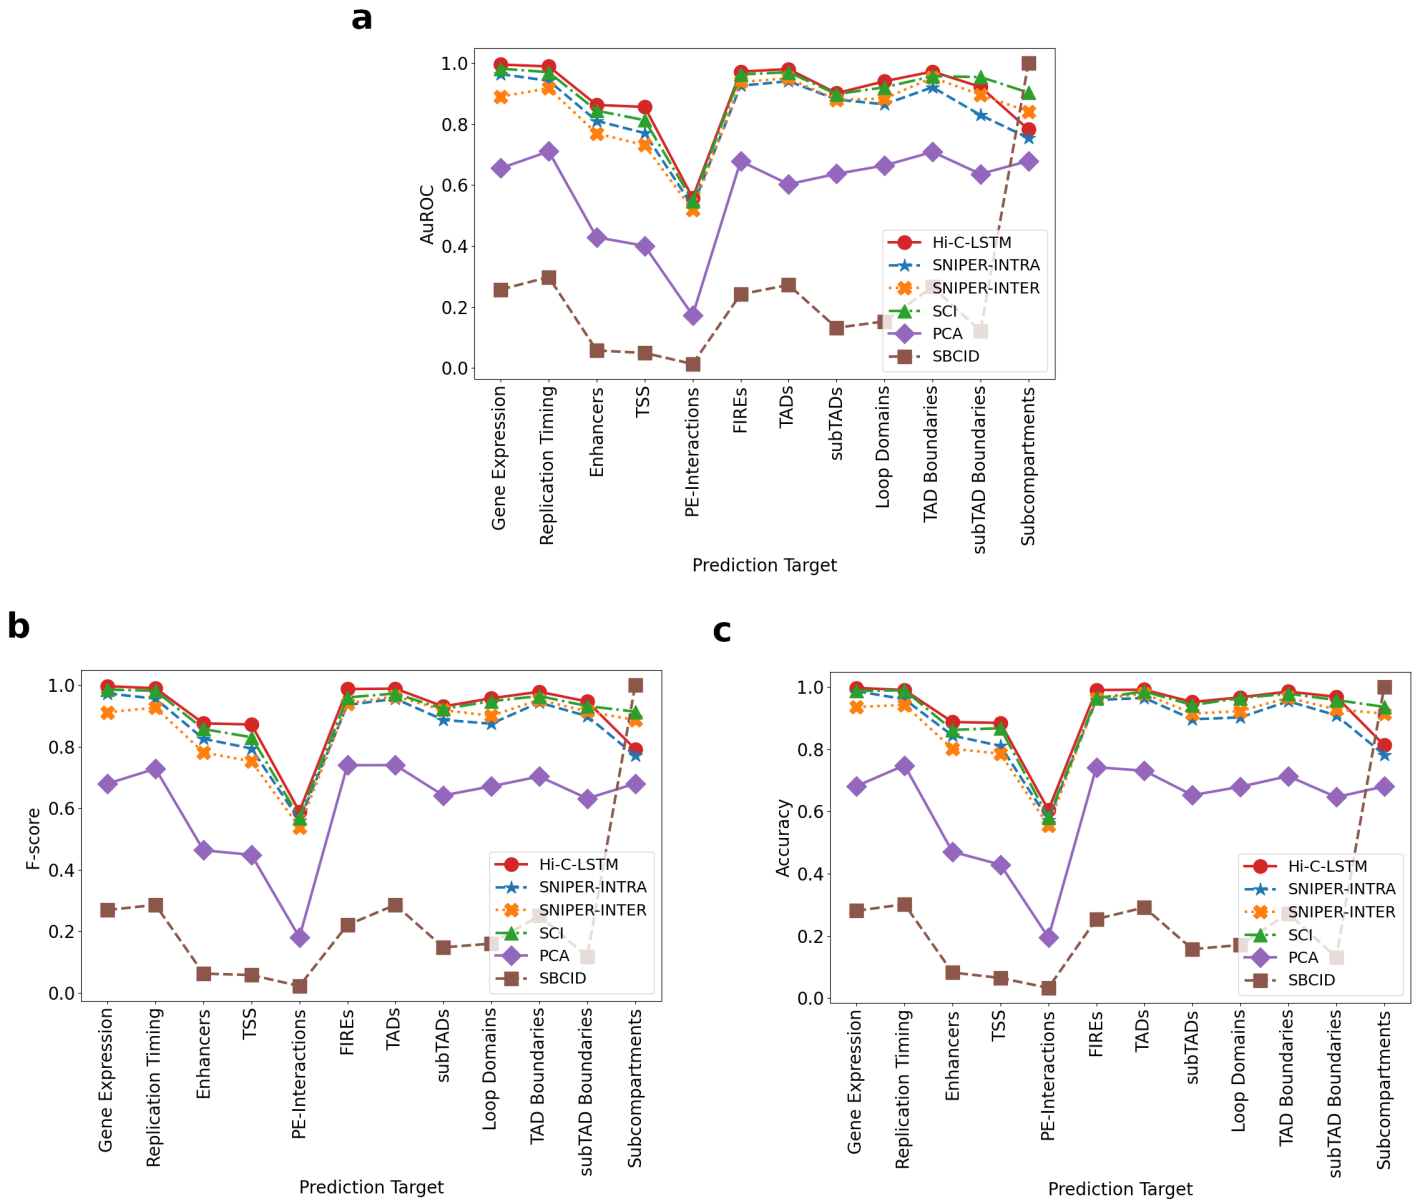 a
1.0
0.8
0.6
0.4
0.2
0.0
AuROC
Hi-C-LSTM
SNIPER-INTRA
SNIPER-INTER
SCI
PCA
SBCID
Gene Expression
Replication Timing
Enhancers
TSS
PE-Interactions
FIREs
TADs
subTADs
Loop Domains
TAD Boundaries
subTAD Boundaries
Subcompartments
Prediction Target
b
1.0
0.8
0.6
0.4
0.2
0.0
F-score
Hi-C-LSTM
SNIPER-INTRA
SNIPER-INTER
SCI
PCA
SBCID
Gene Expression
Replication Timing
Enhancers
TSS
PE-Interactions
FIREs
TADs
subTADs
Loop Domains
TAD Boundaries
subTAD Boundaries
Subcompartments
Prediction Target
c
1.0
0.8
0.6
0.4
0.2
0.0
Accuracy
Hi-C-LSTM
SNIPER-INTRA
SNIPER-INTER
SCI
PCA
SBCID
Gene Expression
Replication Timing
Enhancers
TSS
PE-Interactions
FIREs
TADs
subTADs
Loop Domains
TAD Boundaries
subTAD Boundaries
Subcompartments
Prediction Target